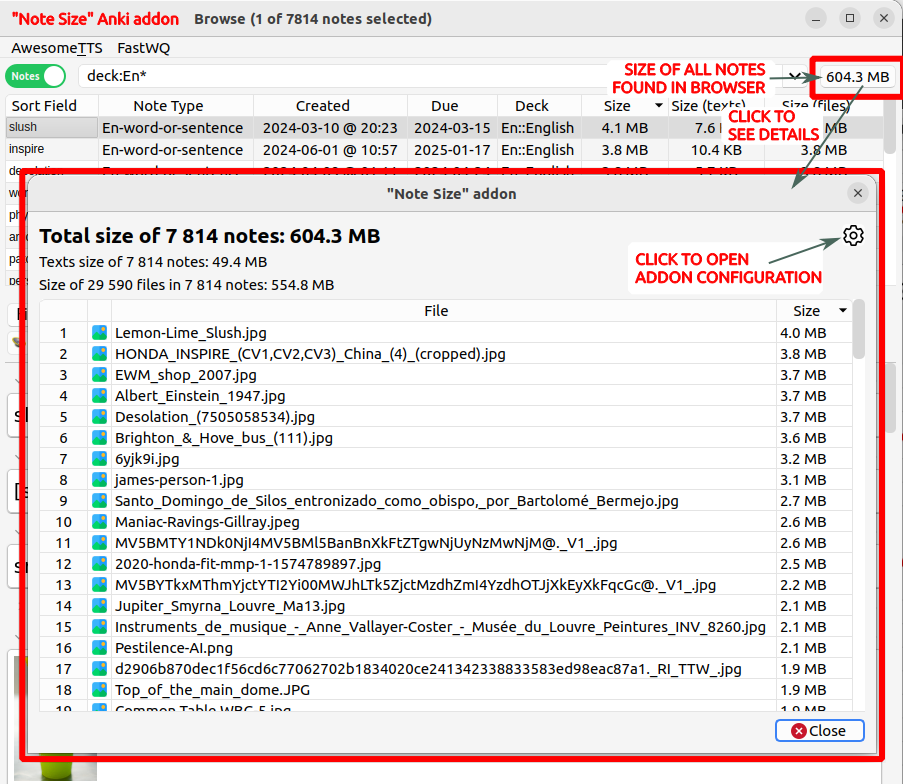 "Note Size" Anki addon Browse (1 of 7814 notes selected)
AwesomeTTS FastWQ
Notes deck:En* 604.3 MB
SIZE OF ALL NOTES
FOUND IN BROWSER
Sort Field Note Type Created Due Deck Size Size (texts) Size (files)
CLICK TO
SEE DETAILS
slush En-word-or-sentence 2024-03-10 @ 20:23 2024-03-15 En::English 4.1 MB 7.6 MB
inspire En-word-or-sentence 2024-06-01 @ 10:57 2025-01-17 En::English 3.8 MB 10.4 KB 3.8 MB
"Note Size" addon
Total size of 7 814 notes: 604.3 MB
Texts size of 7 814 notes: 49.4 MB
Size of 29 590 files in 7 814 notes: 554.8 MB
CLICK TO OPEN
ADDON CONFIGURATION
File Size
1 Lemon-Lime_Slush.jpg 4.0 MB
2 HONDA_INSPIRE_(CV1,CV2,CV3)_China_(4)_(cropped).jpg 3.8 MB
3 EWM_shop_2007.jpg 3.7 MB
4 Albert_Einstein_1947.jpg 3.7 MB
5 Desolation_(7505058534).jpg 3.7 MB
6 Brighton_&_Hove_bus_(111).jpg 3.6 MB
7 6yjk9i.jpg 3.2 MB
8 james-person-1.jpg 3.1 MB
9 Santo_Domingo_de_Silos_entronizado_como_obispo,_por_Bartolomé_Bermejo.jpg 2.7 MB
10 Maniac-Ravings-Gillray.jpeg 2.6 MB
11 MV5BMTY1NDk0NjI4MV5BMl5BanBnXkFtZTgwNjUyNzMwNjM@._V1_.jpg 2.6 MB
12 2020-honda-fit-mmp-1-1574789897.jpg 2.5 MB
13 MV5BYTkxMThmYjctYTI2Yi00MWJhLTk5ZjctMzdhZmI4YzdhOTJjXkEyXkFqcGc@._V1_.jpg 2.2 MB
14 Jupiter_Smyrna_Louvre_Ma13.jpg 2.1 MB
15 Instruments_de_musique_-_Anne_Vallayer-Coster_-_Musée_du_Louvre_Peintures_INV_8260.jpg 2.1 MB
16 Pestilence-AI.png 2.1 MB
17 d2906b870dec1f56cd6c77062702b1834020ce241342338833583ed98eac87a1._RI_TTW_.jpg 1.9 MB
18 Top_of_the_main_dome.JPG 1.9 MB
Close